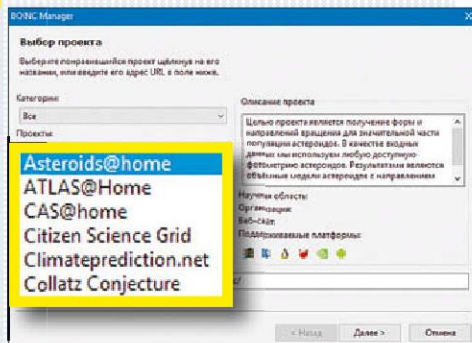 BOINC Manager
Выбор проекта
Выберите понравившийся проект щёлкнув на его
названии, или введите его адрес URL в поле ниже.
Категории:
Все
Проекты:
Asteroids@home
ATLAS@Home
CAS@home
Citizen Science Grid
Climateprediction.net
Collatz Conjecture
Описание проекта
Целью проекта является получение форм и
направлений вращения для значительной части
популяции астероидов. В качестве входных
данных мы используем любую доступную
фотометрию астероидов. Результатами являются
объёмные модели астероидов с направлением
Научная область:
Организация:
Веб-сайт:
Поддерживаемые платформы:
< Назад
Далее >
Отмена